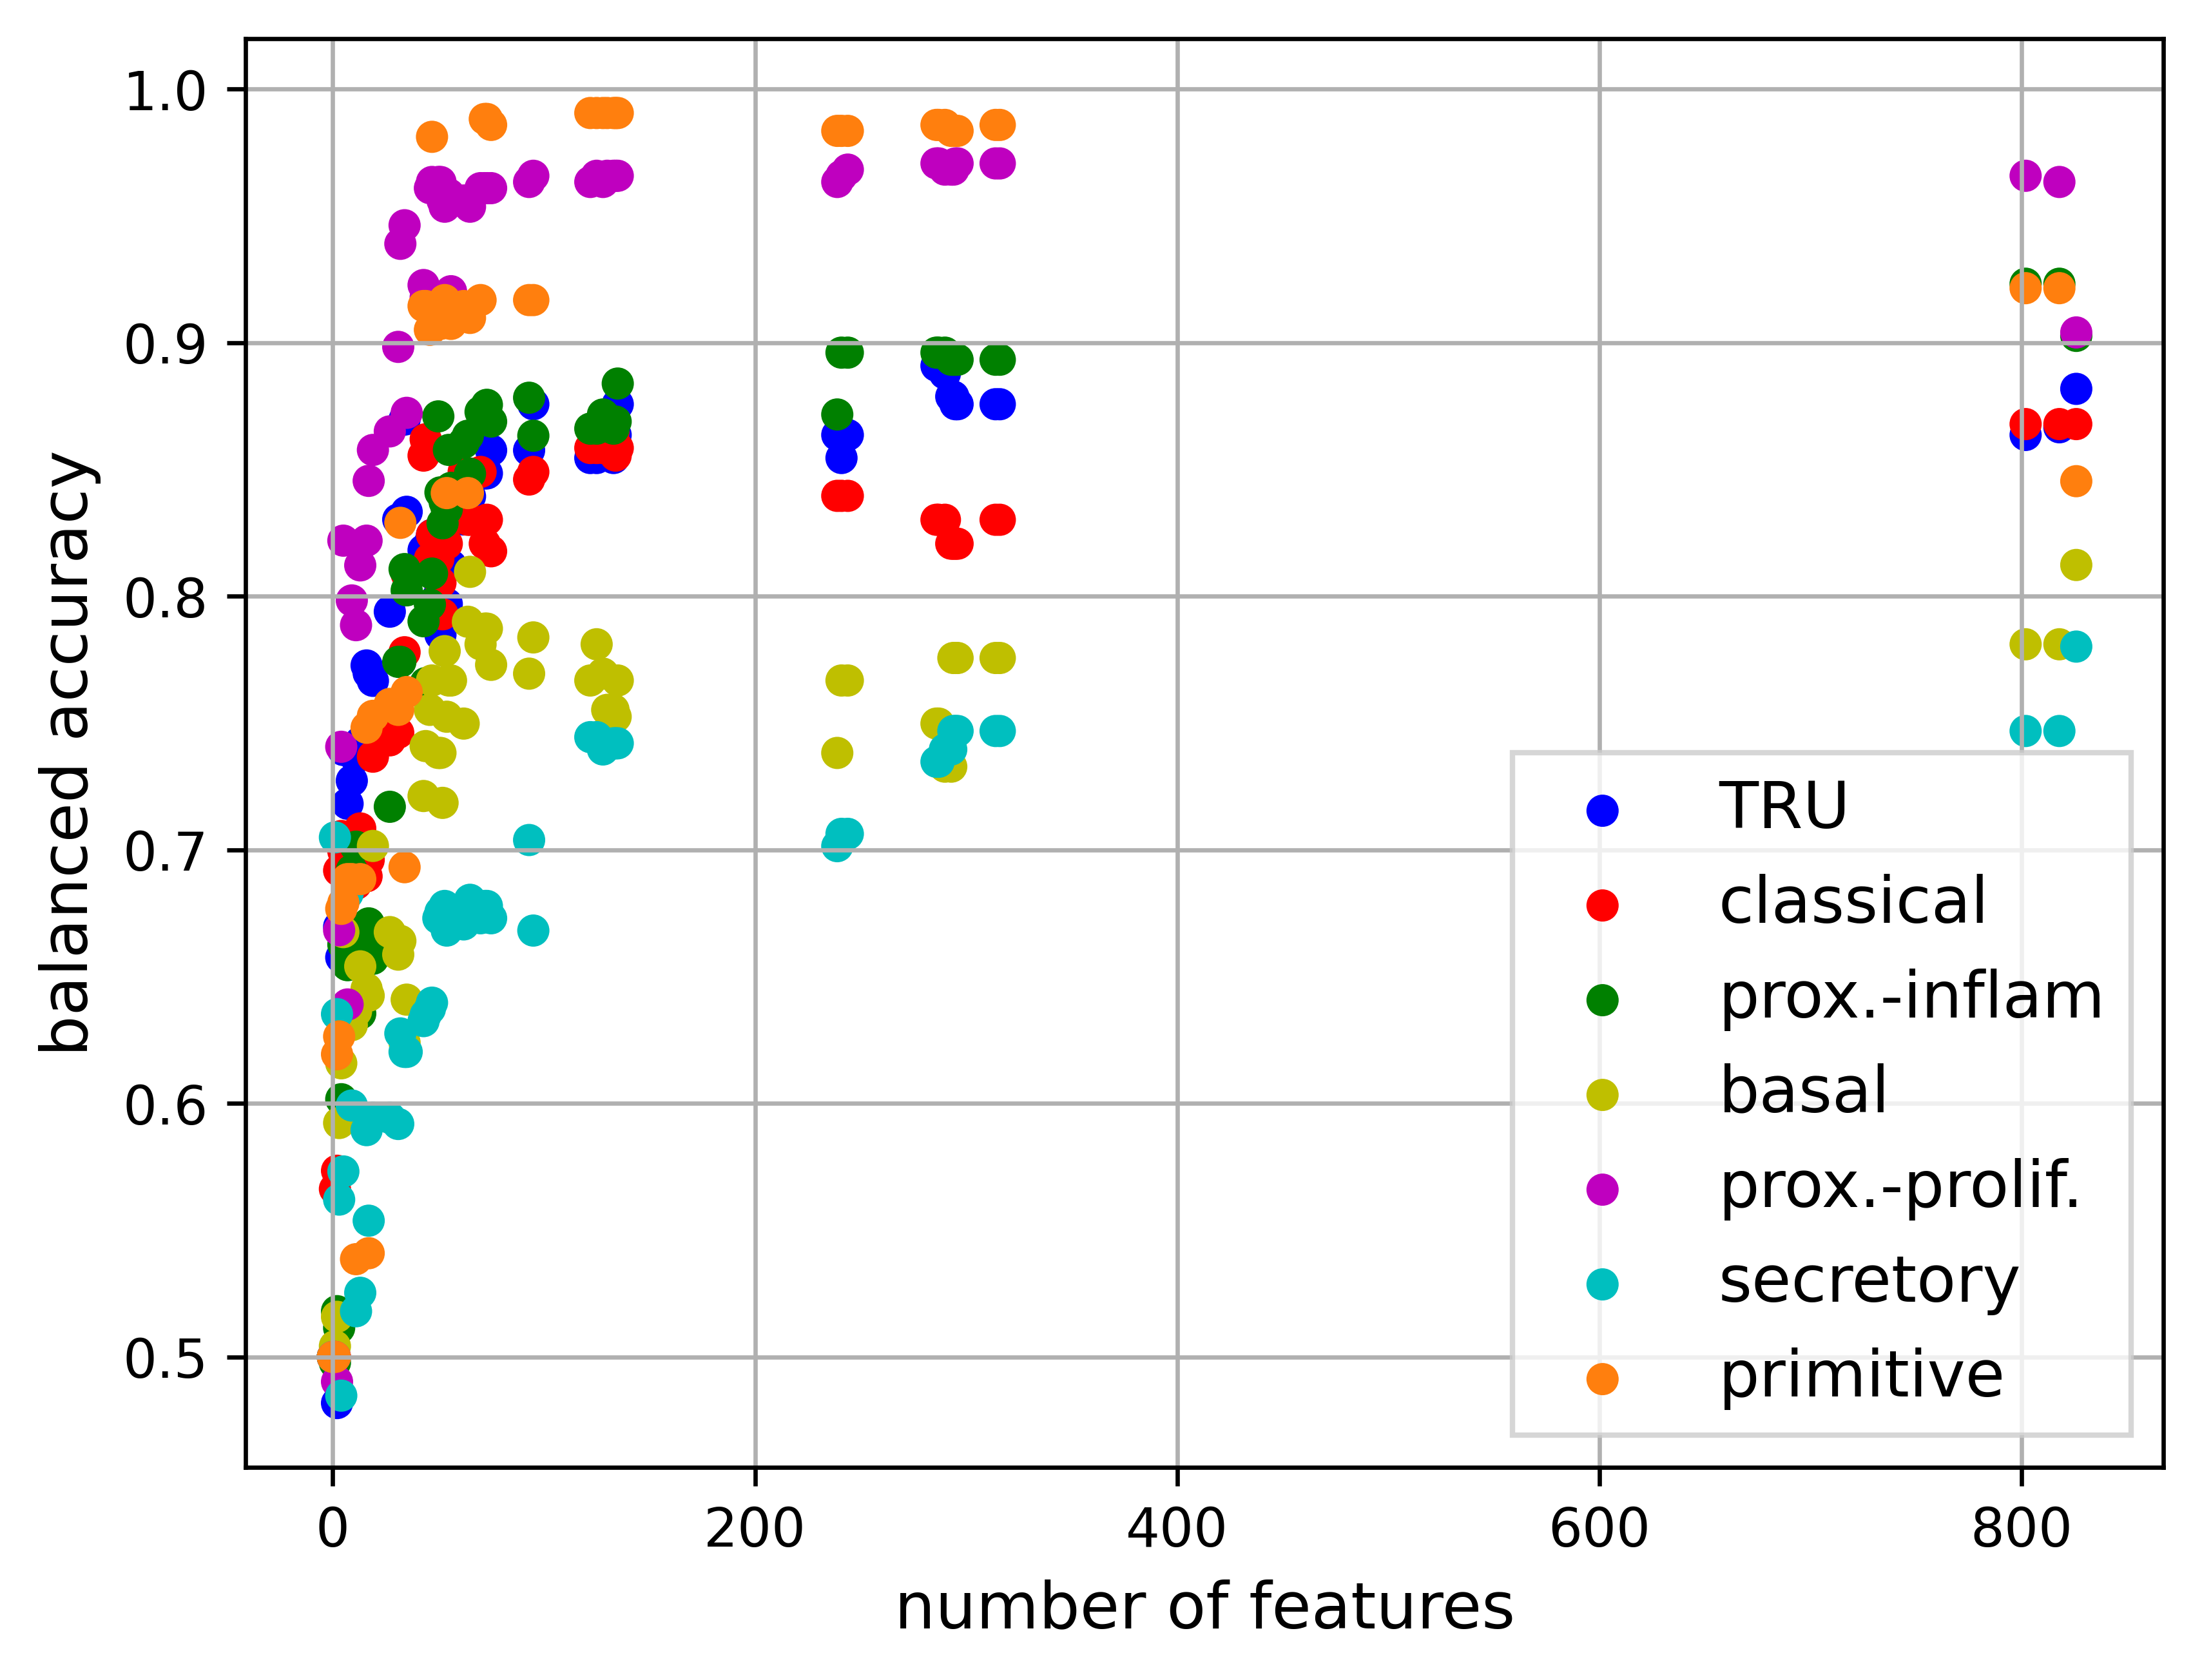 balanced accuracy
1.0
0.9
0.8
0.7
0.6
0.5
TRU
classical
prox.-inflam
basal
prox.-prolif.
secretory
primitive
0 200 400 600 800
number of features